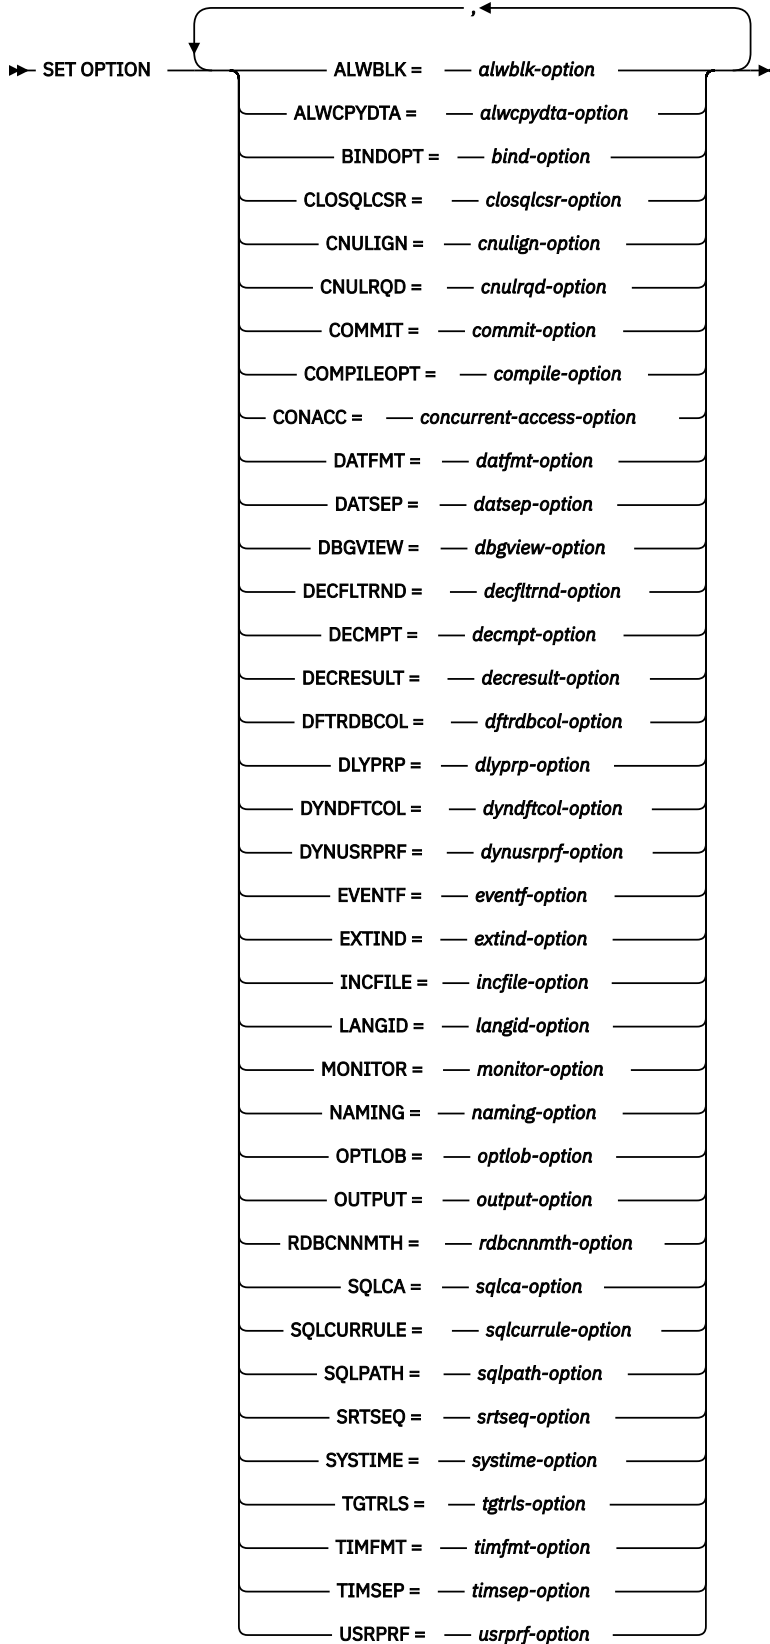 ,
SET OPTION ALWBLK = alwblk-option
ALWCPYDTA = alwcpydta-option
BINDOPT = bind-option
CLOSQLCSR = closqlcsr-option
CNULIGN = cnulign-option
CNULRQD = cnulrqd-option
COMMIT = commit-option
COMPILEOPT = compile-option
CONACC = concurrent-access-option
DATFMT = datfmt-option
DATSEP = datsep-option
DBGVIEW = dbgview-option
DECFLTRND = decfltrnd-option
DECMPT = decmpt-option
DECRESULT = decresult-option
DFTRDBCOL = dftrdbcol-option
DLYPRP = dlyprp-option
DYNDFTCOL = dyndftcol-option
DYNUSRPRF = dynusrprf-option
EVENTF = eventf-option
EXTIND = extind-option
INCFILE = incfile-option
LANGID = langid-option
MONITOR = monitor-option
NAMING = naming-option
OPTLOB = optlob-option
OUTPUT = output-option
RDBCNNMTH = rdbcnnmth-option
SQLCA = sqlca-option
SQLCURRULE = sqlcurrule-option
SQLPATH = sqlpath-option
SRTSEQ = srtseq-option
SYSTIME = systime-option
TGTRLS = tgtrls-option
TIMFMT = timfmt-option
TIMSEP = timsep-option
USRPRF = usrprf-option